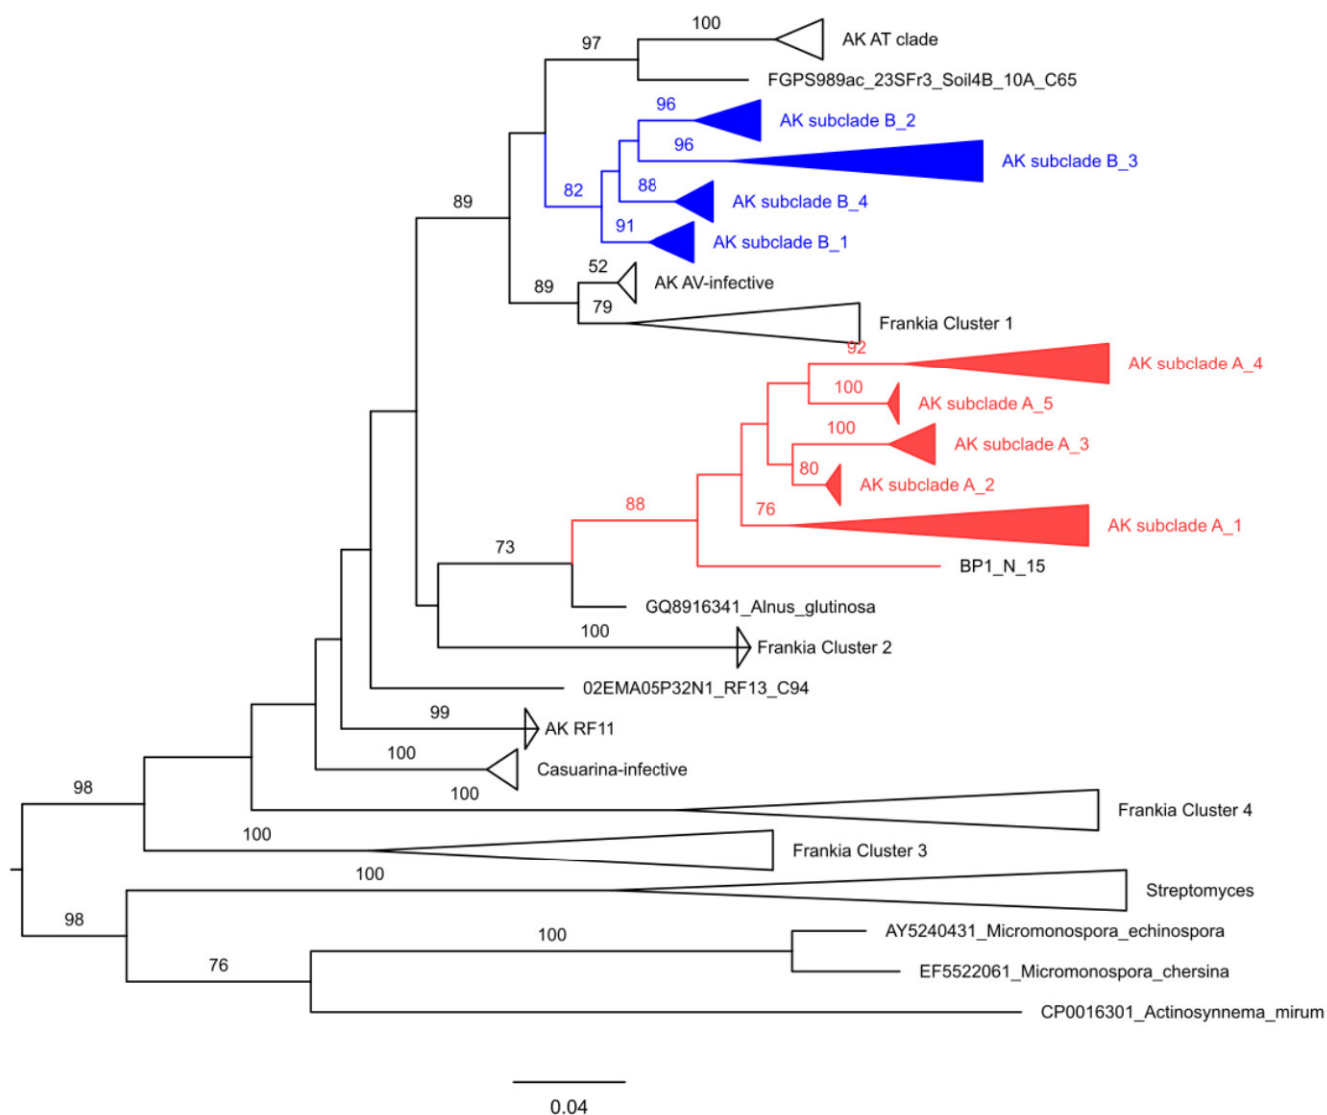 100
AK AT clade
97
FGPS989ac_23SFr3_Soil4B_10A_C65
96
AK subclade B_2
96
AK subclade B_3
82
88
AK subclade B_4
91
AK subclade B_1
89
52
AK AV-infective
89
79
Frankia Cluster 1
92
AK subclade A_4
100
AK subclade A_5
100
AK subclade A_3
80
AK subclade A_2
88
76
AK subclade A_1
73
BP1_N_15
GQ8916341_Alnus_glutinosa
100
Frankia Cluster 2
02EMA05P32N1_RF13_C94
99
AK RF11
100
Casuarina-infective
98
100
Frankia Cluster 4
100
Frankia Cluster 3
100
Streptomyces
98
AY5240431_Micromonospora_echinospora
100
76
EF5522061_Micromonospora_chersina
CP0016301_Actinosynnema_mirum
0.04